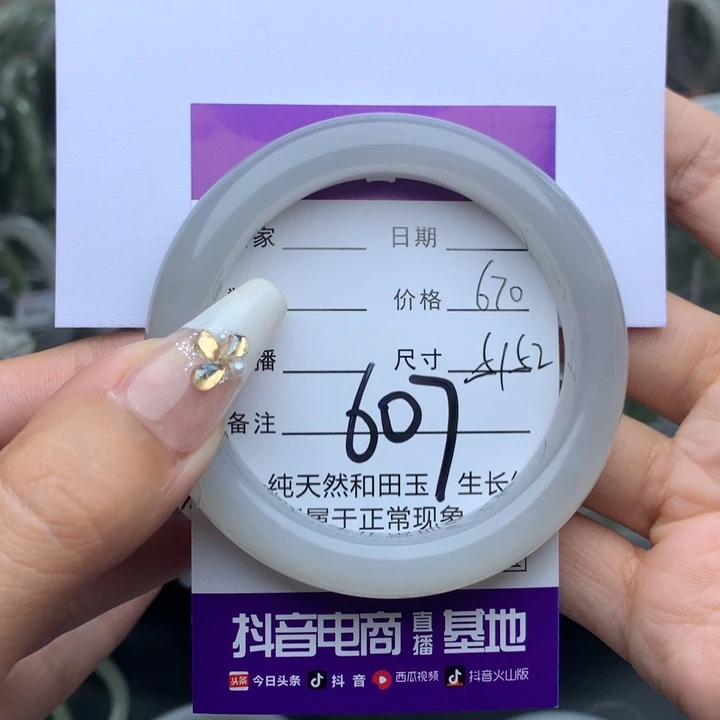 家
日期
价格 670
播
尺寸 5152
备注 607
纯天然和田玉 生长
属于正常现象
抖音电商 直播 基地
头条 今日头条 抖音 西瓜视频 抖音火山版